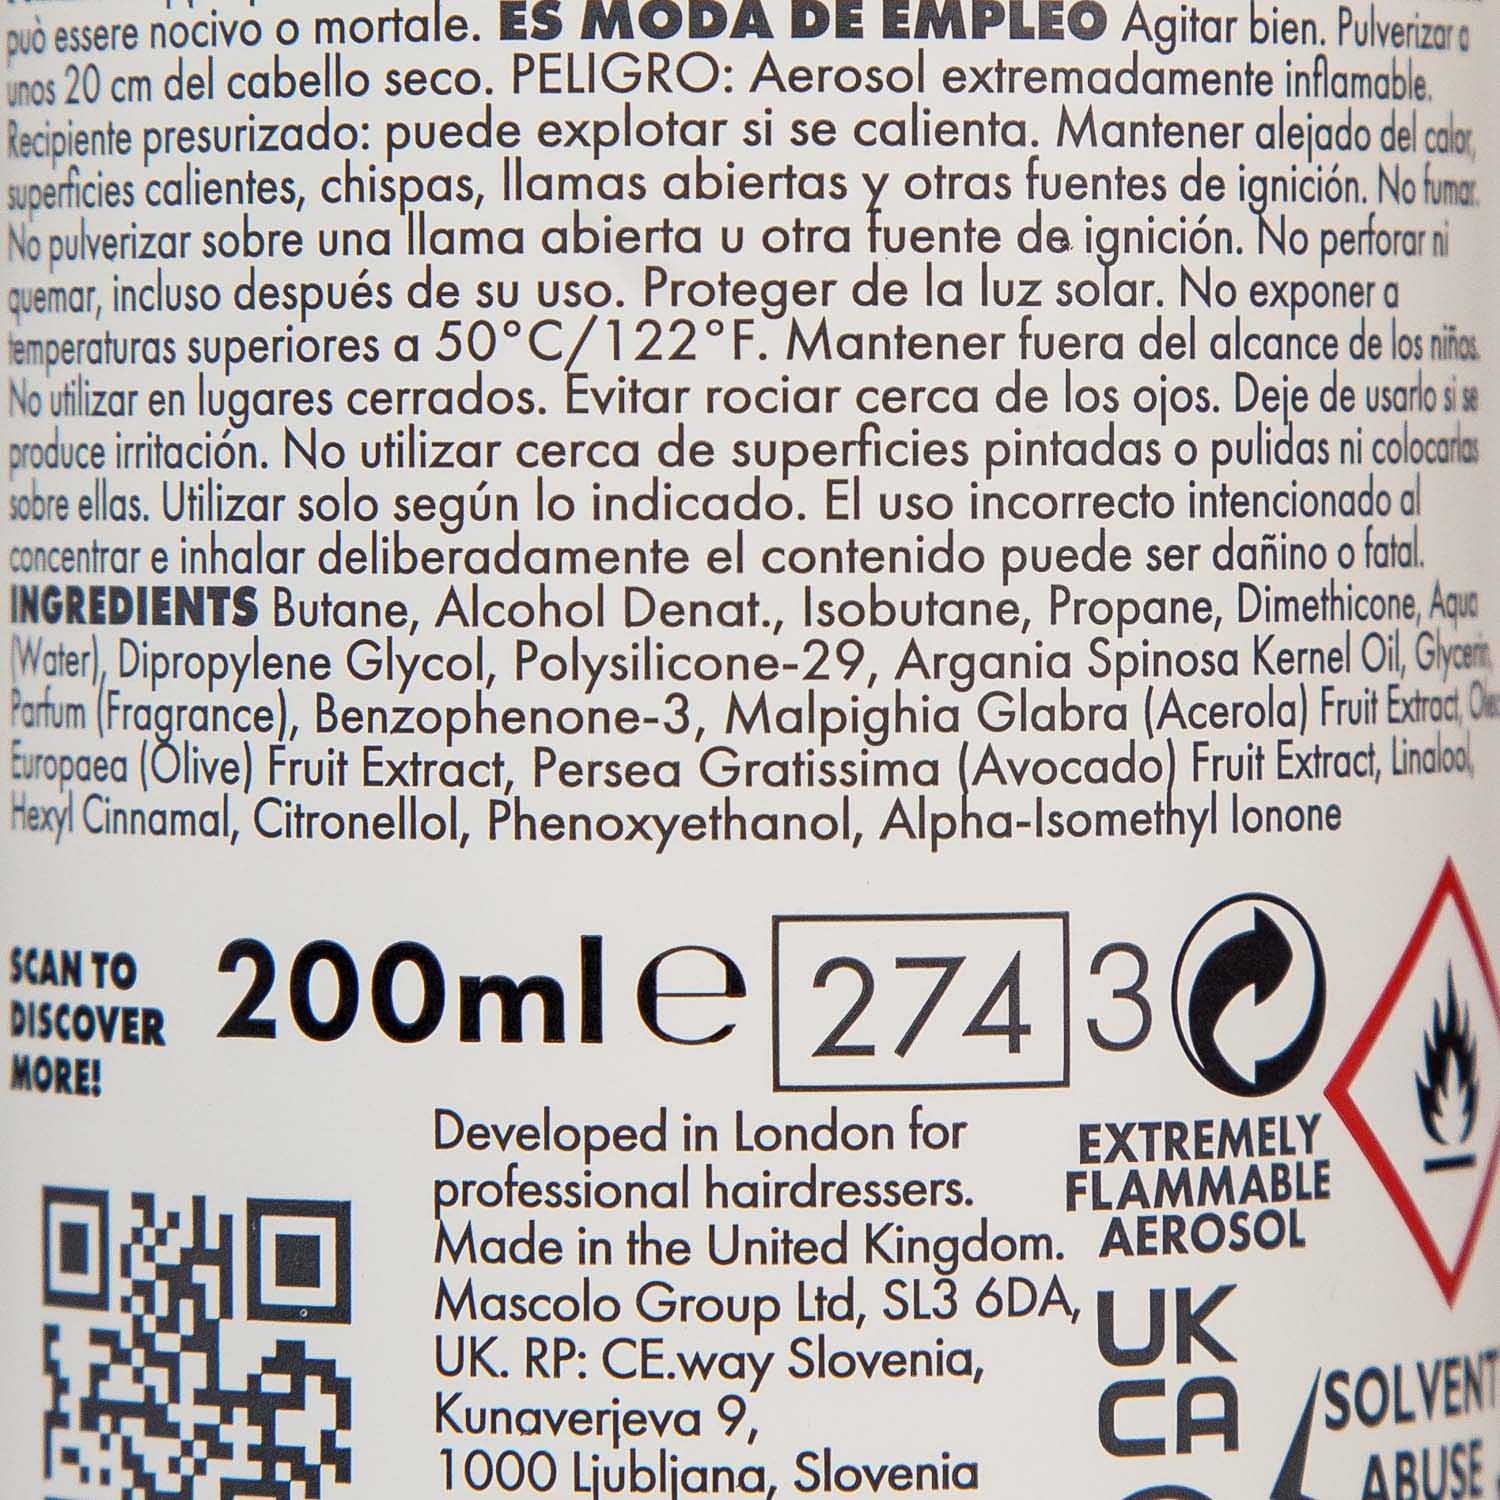 può essere nocivo o mortale. ES MODA DE EMPLEO Agitar bien. Pulverizar a
unos 20 cm del cabello seco. PELIGRO: Aerosol extremadamente inflamable.
Recipiente presurizado: puede explotar si se calienta. Mantener alejado del calor,
superficies calientes, chispas, llamas abiertas y otras fuentes de ignición. No fumar.
No pulverizar sobre una llama abierta u otra fuente de ignición. No perforar ni
quemar, incluso después de su uso. Proteger de la luz solar. No exponer a
temperaturas superiores a 50°C/122°F. Mantener fuera del alcance de los niños.
No utilizar en lugares cerrados. Evitar rociar cerca de los ojos. Deje de usarlo si se
produce irritación. No utilizar cerca de superficies pintadas o pulidas ni colocarlas
sobre ellas. Utilizar solo según lo indicado. El uso incorrecto intencionado al
concentrar e inhalar deliberadamente el contenido puede ser dañino o fatal.
INGREDIENTS Butane, Alcohol Denat., Isobutane, Propane, Dimethicone, Aqua
(Water), Dipropylene Glycol, Polysilicone-29, Argania Spinosa Kernel Oil, Glycerin,
Parfum (Fragrance), Benzophenone-3, Malpighia Glabra (Acerola) Fruit Extract, Olea
Europaea (Olive) Fruit Extract, Persea Gratissima (Avocado) Fruit Extract, Linalool,
Hexyl Cinnamal, Citronellol, Phenoxyethanol, Alpha-Isomethyl Ionone
SCAN TO
DISCOVER
MORE!
200ml e 274 3
Developed in London for
professional hairdressers.
Made in the United Kingdom.
Mascolo Group Ltd, SL3 6DA,
UK. RP: CE.way Slovenia,
Kunaverjeva 9,
1000 Ljubljana, Slovenia
EXTREMELY
FLAMMABLE
AEROSOL
UK
CA
SOLVENT
ABUSE